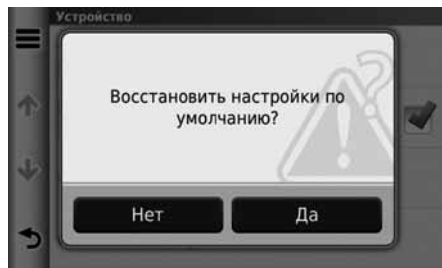 Устройство
Восстановить настройки по
умолчанию?
Нет
Да